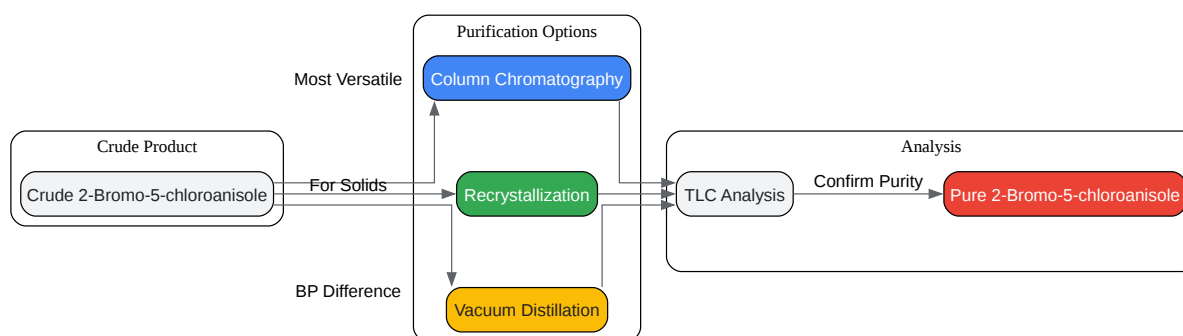 Purification Options
Most Versatile
Column Chromatography
Crude Product
Crude 2-Bromo-5-chloroanisole
For Solids
Recrystallization
BP Difference
Vacuum Distillation
Analysis
TLC Analysis
Confirm Purity
Pure 2-Bromo-5-chloroanisole